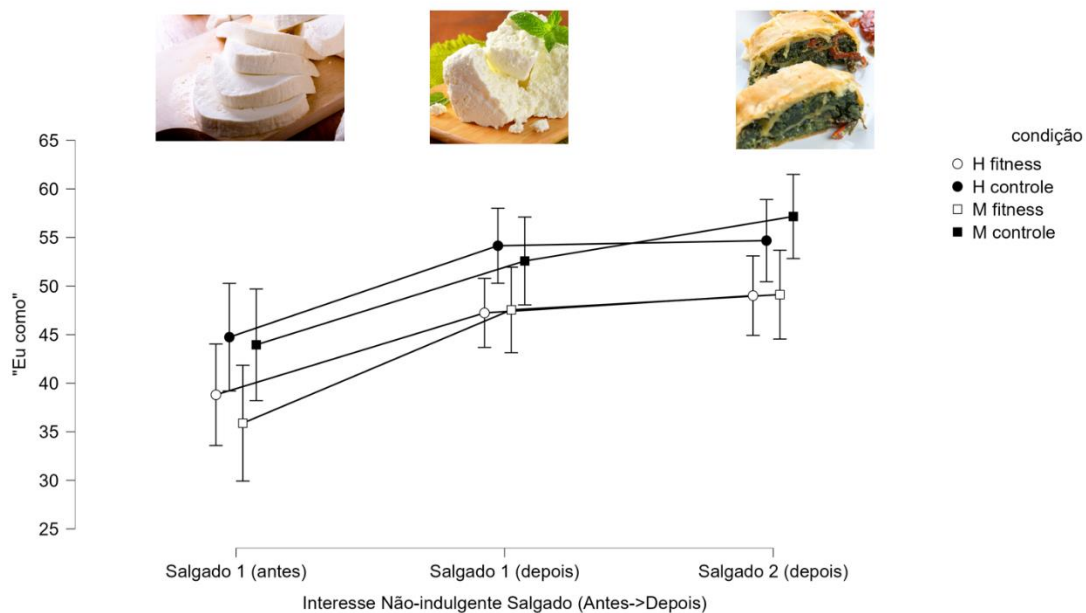 65
60
55
50
45
40
35
30
25
"Eu como"
condição
H fitness
H controle
M fitness
M controle
Salgado 1 (antes)
Salgado 1 (depois)
Salgado 2 (depois)
Interesse Não-indulgente Salgado (Antes->Depois)